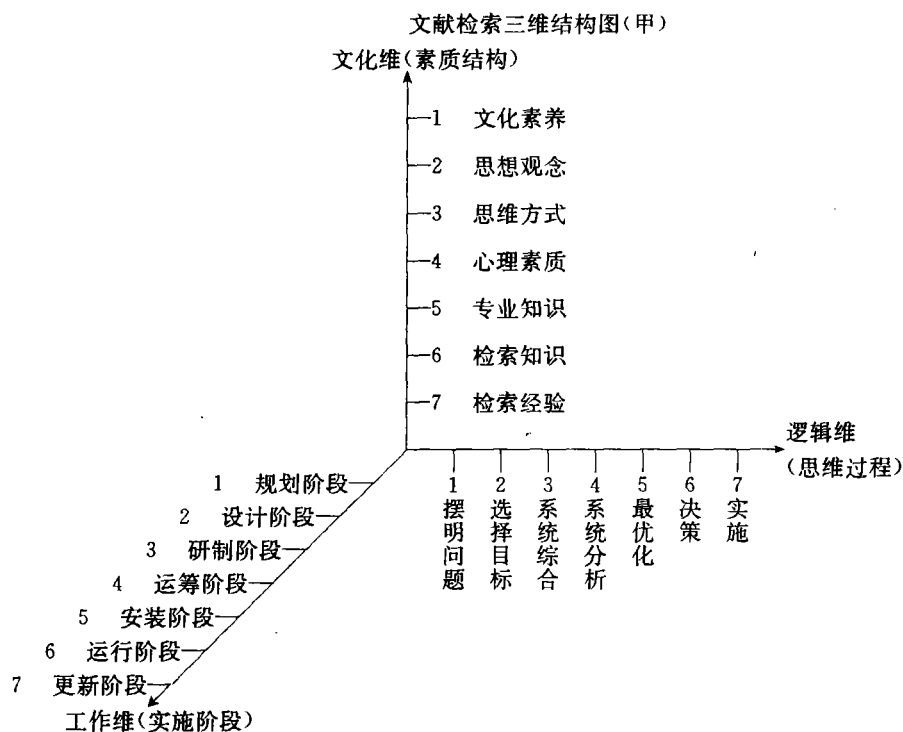 文献检索三维结构图(甲)
文化维(素质结构)
1 文化素养
2 思想观念
3 思维方式
4 心理素质
5 专业知识
6 检索知识
7 检索经验
逻辑维
(思维过程)
1 摆明问题
2 选择目标
3 系统综合
4 系统分析
5 最优化
6 决策
7 实施
1 规划阶段
2 设计阶段
3 研制阶段
4 运筹阶段
5 安装阶段
6 运行阶段
7 更新阶段
工作维(实施阶段)